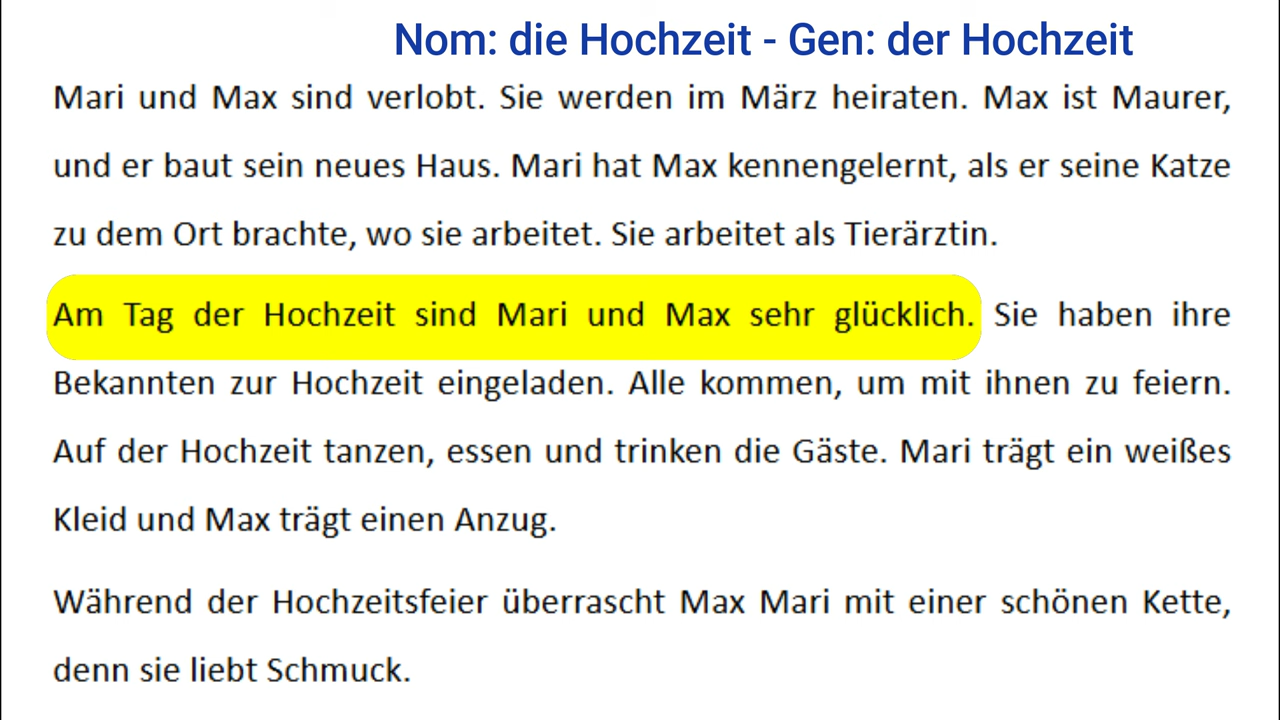 Nom: die Hochzeit - Gen: der Hochzeit
Mari und Max sind verlobt. Sie werden im März heiraten. Max ist Maurer,
und er baut sein neues Haus. Mari hat Max kennengelernt, als er seine Katze
zu dem Ort brachte, wo sie arbeitet. Sie arbeitet als Tierärztin.
Am Tag der Hochzeit sind Mari und Max sehr glücklich. Sie haben ihre
Bekannten zur Hochzeit eingeladen. Alle kommen, um mit ihnen zu feiern.
Auf der Hochzeit tanzen, essen und trinken die Gäste. Mari trägt ein weißes
Kleid und Max trägt einen Anzug.
Während der Hochzeitsfeier überrascht Max Mari mit einer schönen Kette,
denn sie liebt Schmuck.